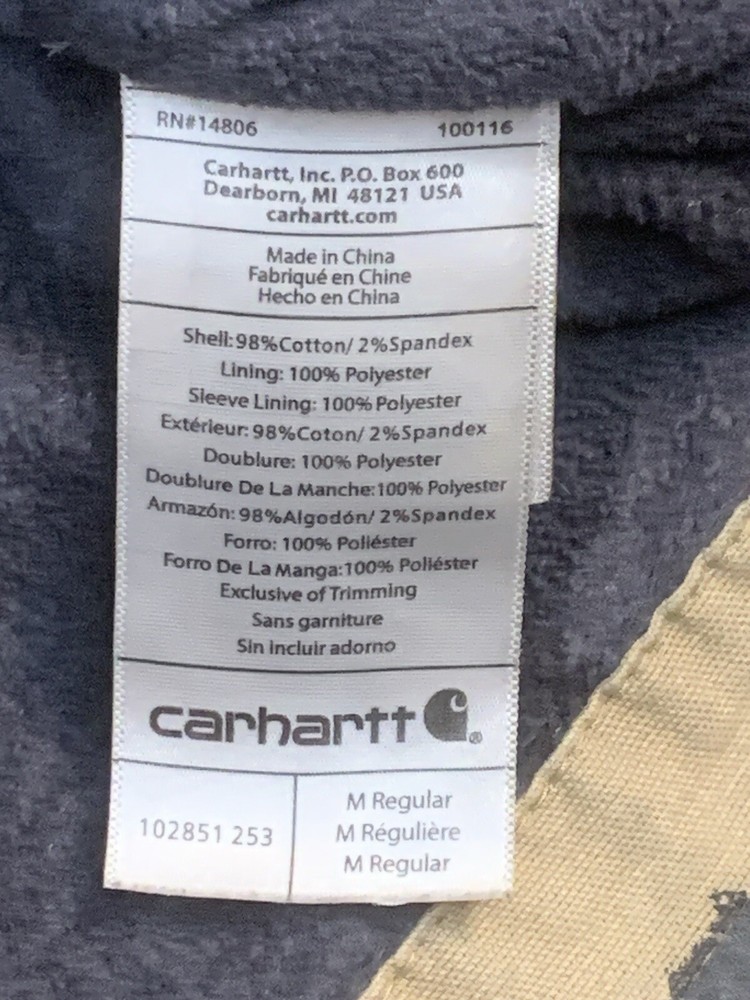 RN#14806 100116
Carhartt, Inc. P.O. Box 600
Dearborn, MI 48121 USA
carhartt.com
Made in China
Fabriqué en Chine
Hecho en China
Shell:98%Cotton/ 2%Spandex
Lining: 100% Polyester
Sleeve Lining: 100% Polyester
Extérieur: 98%Coton/ 2%Spandex
Doublure: 100% Polyester
Doublure De La Manche:100% Polyester
Armazón: 98%Algodón/ 2%Spandex
Forro: 100% Poliéster
Forro De La Manga:100% Poliéster
Exclusive of Trimming
Sans garniture
Sin incluir adorno
carhartt ®
102851 253
M Regular
M Régulière
M Regular